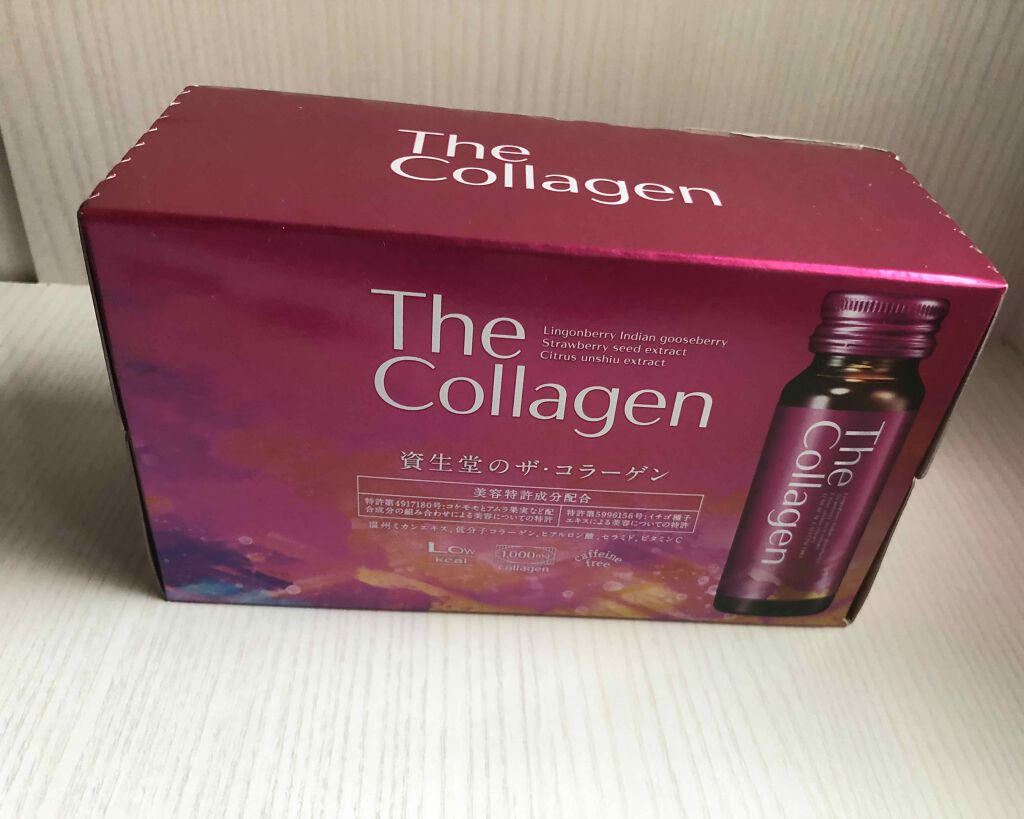 The
Collagen
The
Collagen
Lingonberry Indian gooseberry
Strawberry seed extract
Citrus unshiu extract
資生堂のザ・コラーゲン
美容特許成分配合
特許第4917180号:コケモモとアムラ果実など配
合成分の組み合わせによる美容についての特許
特許第5996156号:イチゴ種子
エキスによる美容についての特許
温州ミカンエキス、低分子コラーゲン、ヒアルロン酸、セラミド、ビタミンC
Low
kcal
1,000mg
collagen
caffeine
free
The
Collagen